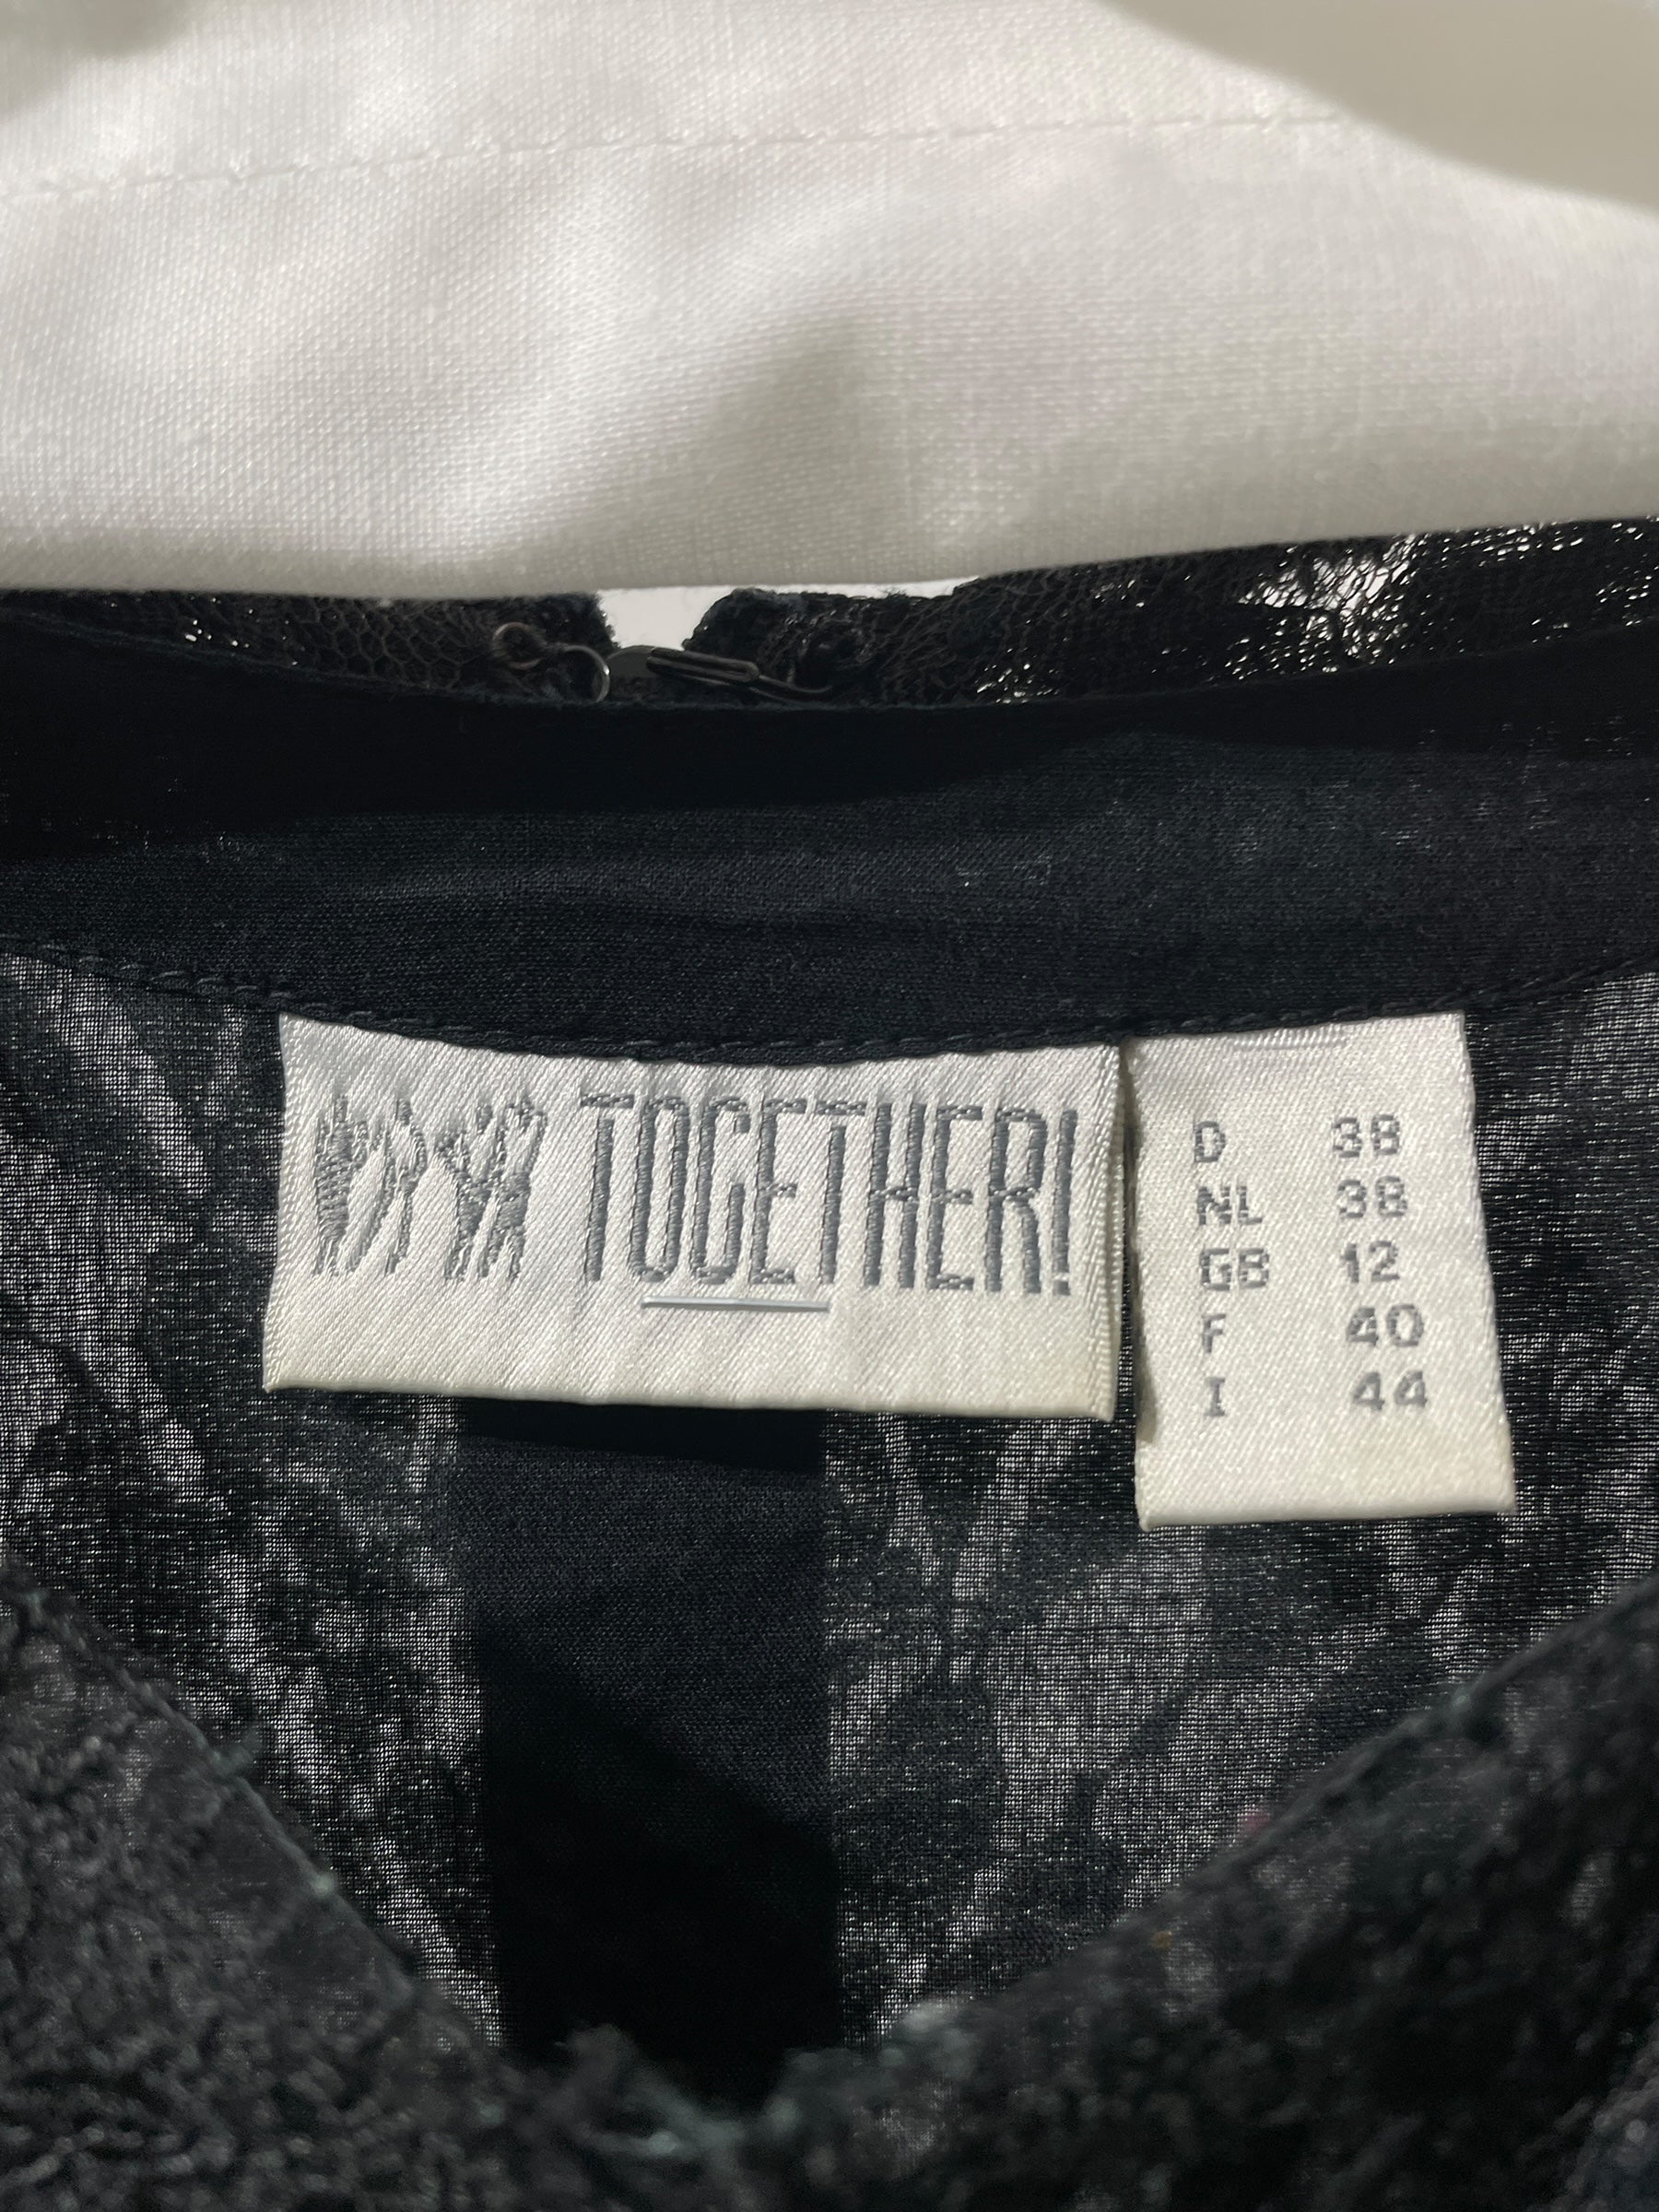 TOGETHER!
D 38
NL 38
GB 12
F 40
I 44